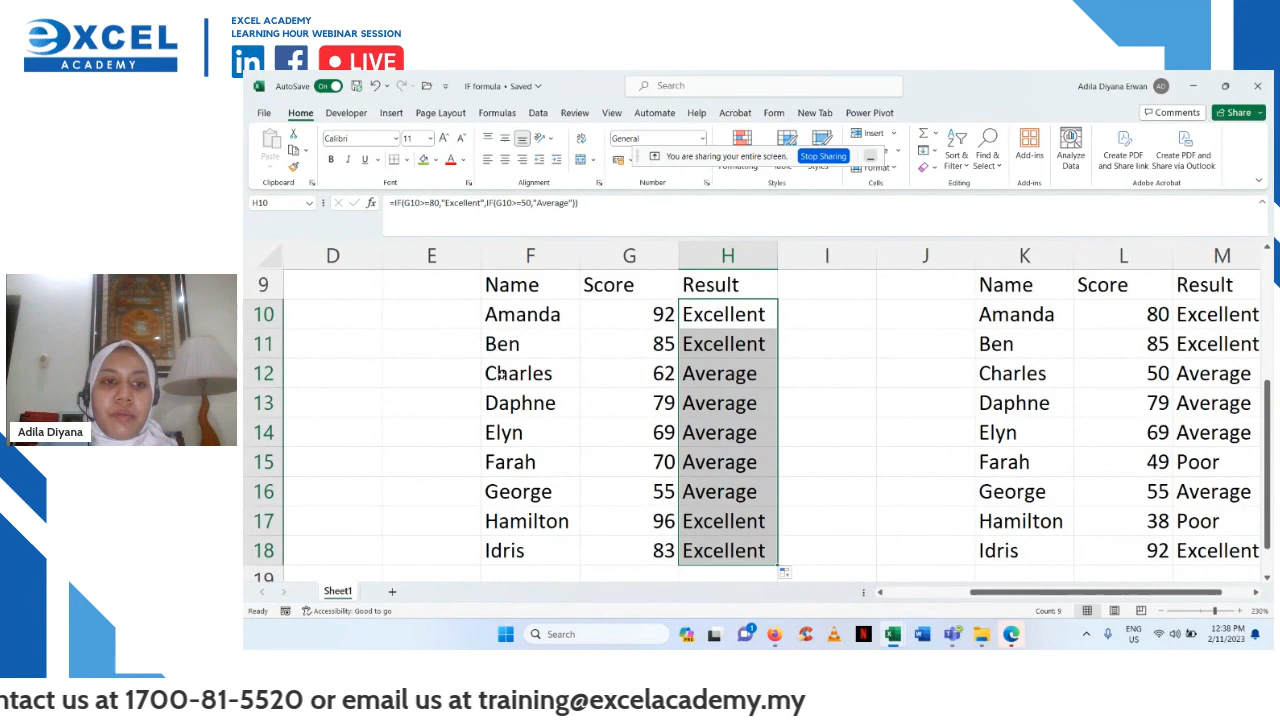 EXCEL
ACADEMY
EXCEL ACADEMY
LEARNING HOUR WEBINAR SESSION
in
LIVE
AutoSave On
IF formula • Saved
Search
Adila Diyana Erwan AD
File Home Developer Insert Page Layout Formulas Data Review View Automate Help Acrobat Form New Tab Power Pivot
Comments Share
Paste
Calibri 11
B I U
General
Insert
You are sharing your entire screen. Stop Sharing
Sort & Filter
Find & Select
Add-ins
Analyze Data
Create PDF and Share link
Create PDF and Share via Outlook
Clipboard Font Alignment Number Styles Cells Editing Add-ins Adobe Acrobat
H10 fx =IF(G10>=80,"Excellent",IF(G10>=50,"Average"))
D E F G H I J K L M
9 Name Score Result Name Score Result
10 Amanda 92 Excellent Amanda 80 Excellent
11 Ben 85 Excellent Ben 85 Excellent
12 Charles 62 Average Charles 50 Average
13 Daphne 79 Average Daphne 79 Average
14 Elyn 69 Average Elyn 69 Average
15 Farah 70 Average Farah 49 Poor
16 George 55 Average George 55 Average
17 Hamilton 96 Excellent Hamilton 38 Poor
18 Idris 83 Excellent Idris 92 Excellent
19
Adila Diyana
Sheet1
Ready Accessibility: Good to go Count: 9 230%
Search
ENG
US
12:38 PM
2/11/2023
ntact us at 1700-81-5520 or email us at training@excelacademy.my